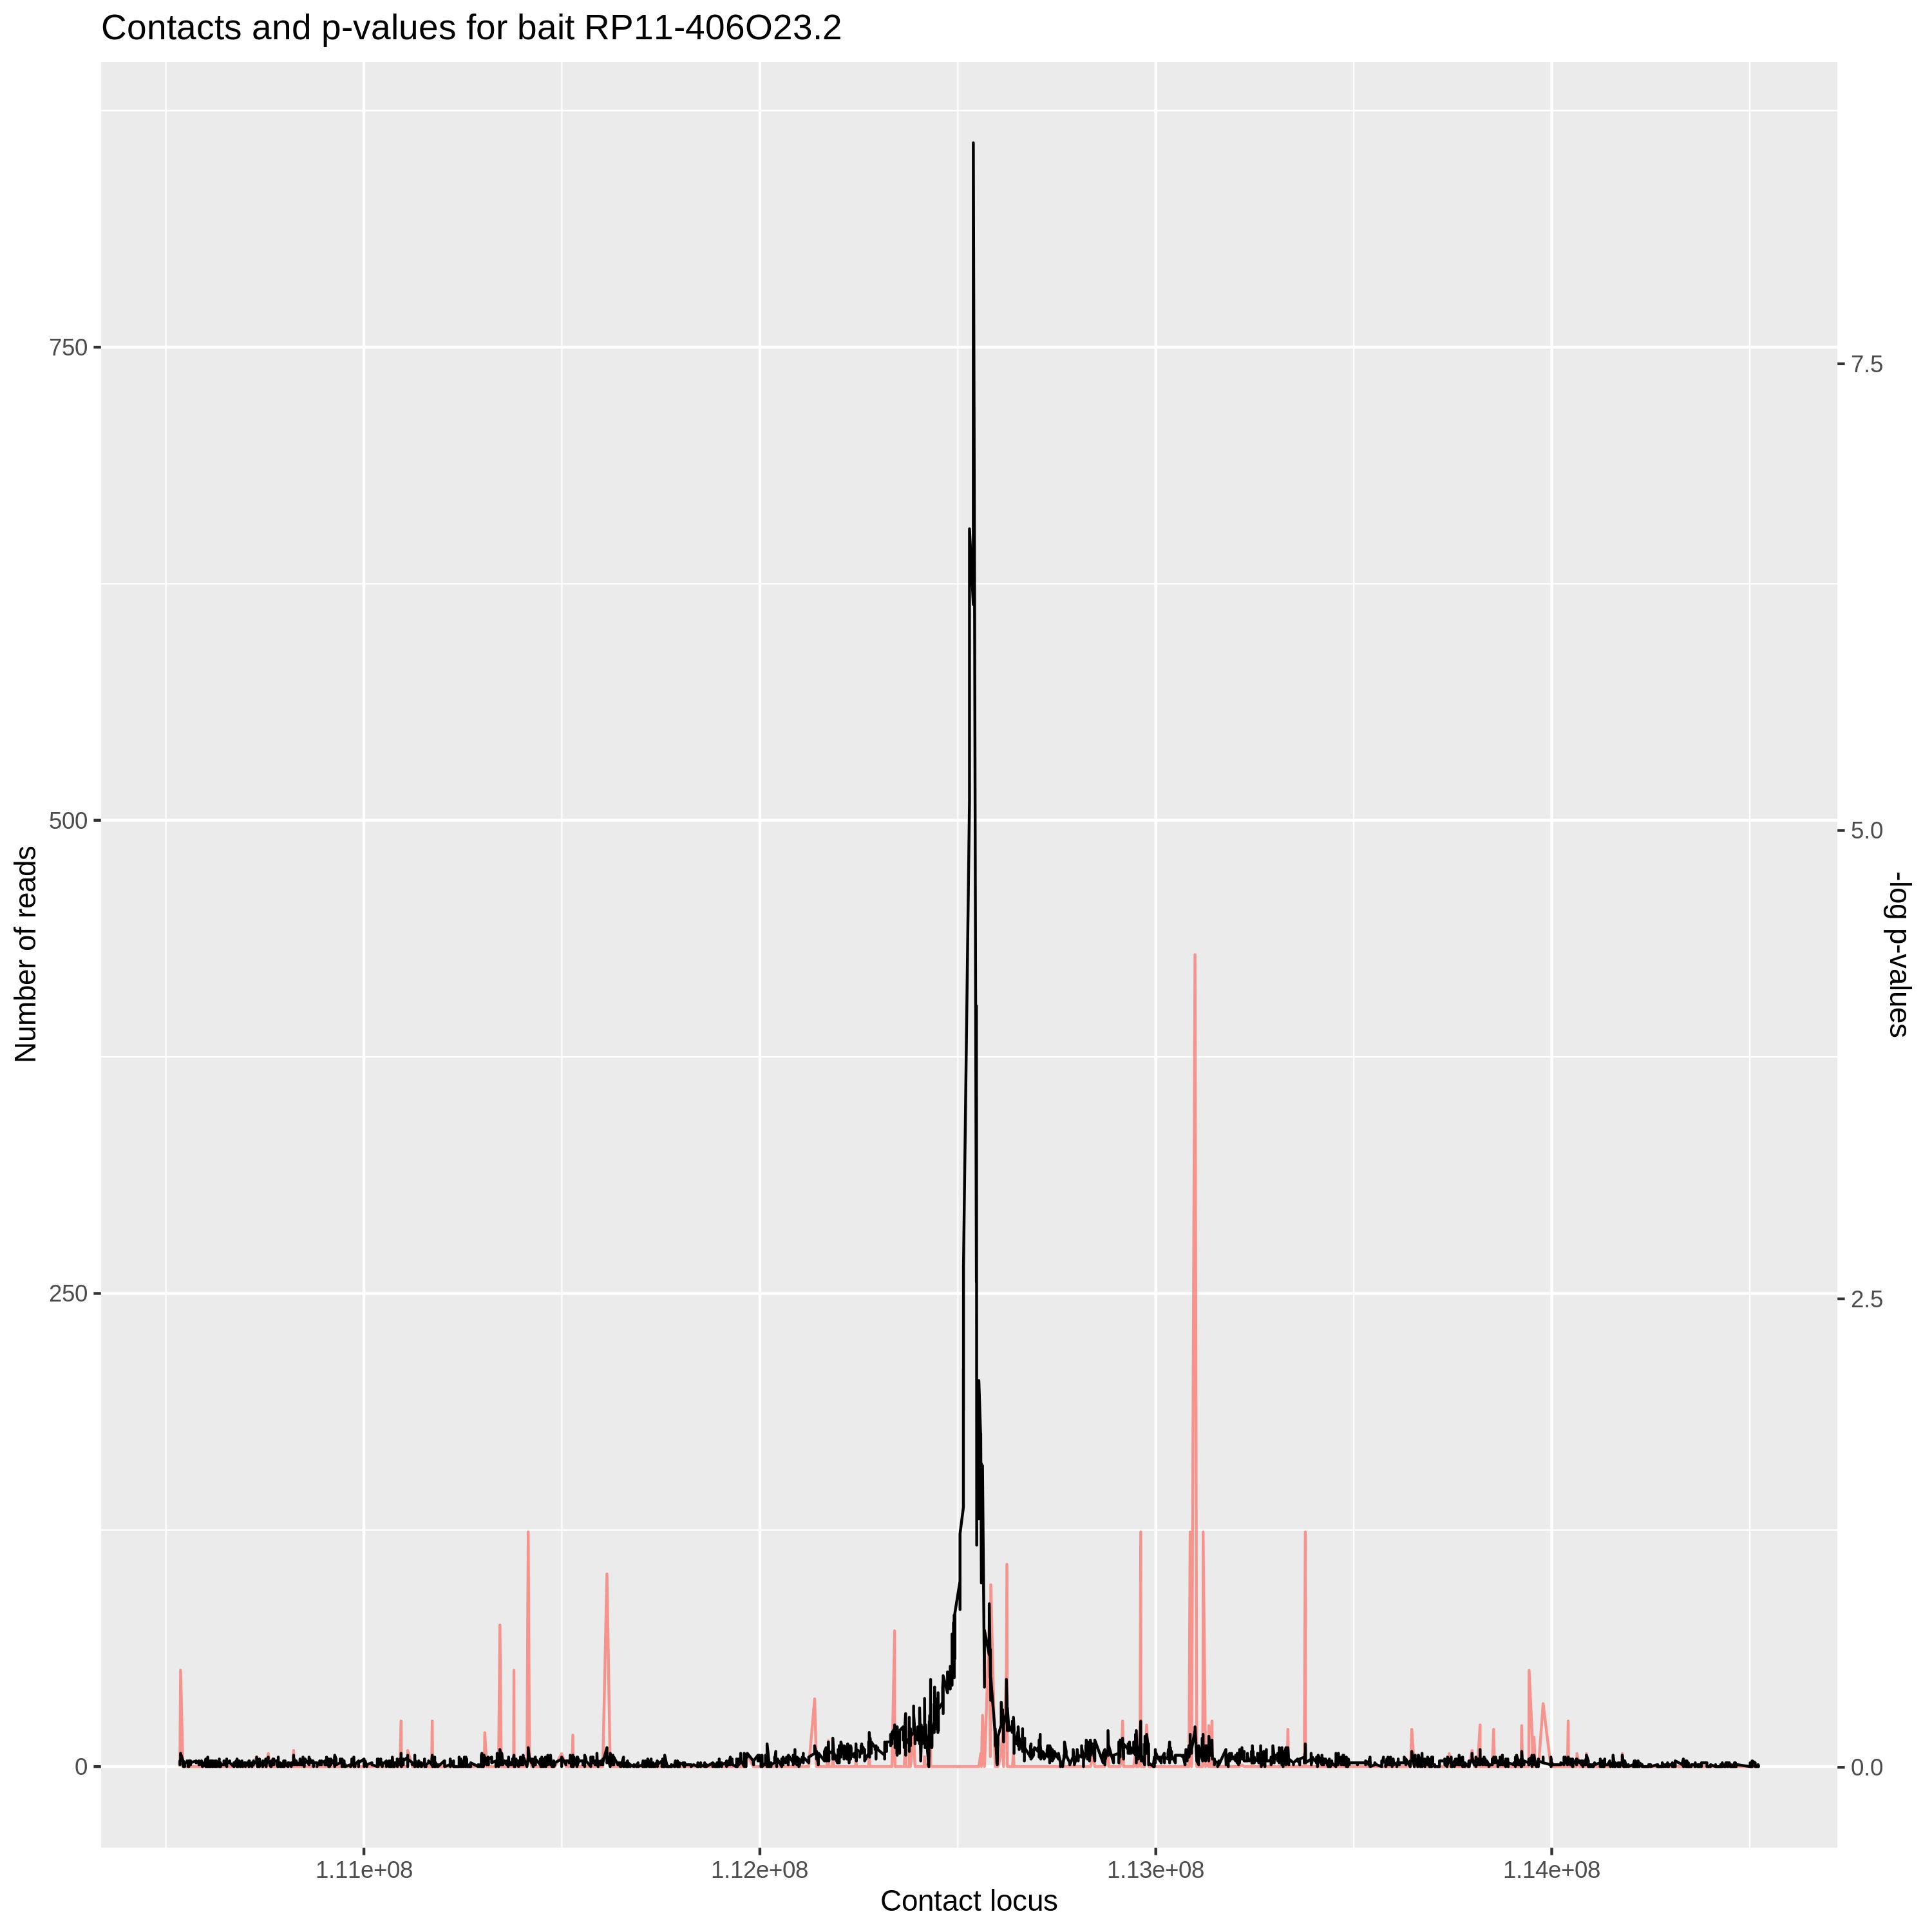 Contacts and p-values for bait RP11-406O23.2
750
500
250
0
7.5
5.0
2.5
0.0
Number of reads
-log p-values
1.11e+08
1.12e+08
1.13e+08
1.14e+08
Contact locus